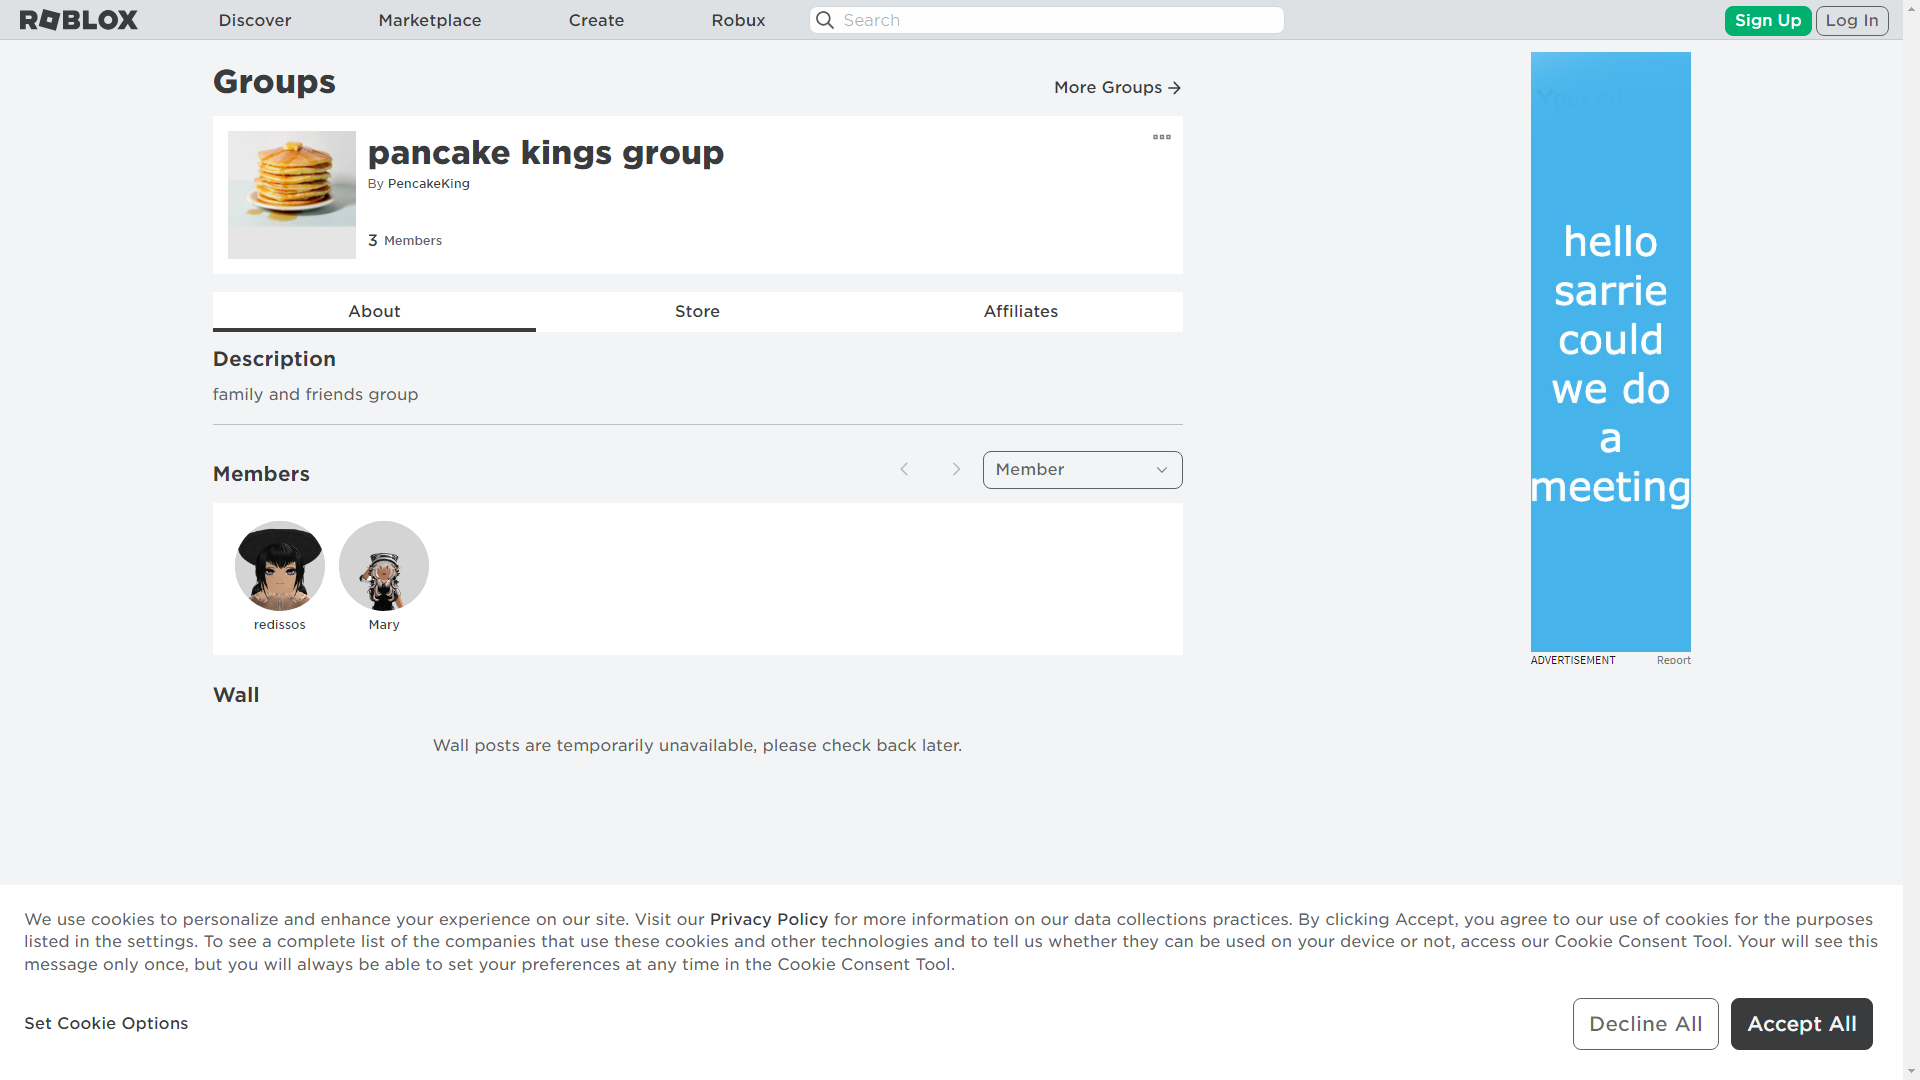 ROBLOX
Discover
Marketplace
Create
Robux
Search
Sign Up
Log In
Groups
More Groups
pancake kings group
By PencakeKing
3 Members
About
Store
Affiliates
Description
family and friends group
Members
Member
redissos
Mary
Wall
Wall posts are temporarily unavailable, please check back later.
hello
sarrie
could
we do
a
meeting
ADVERTISEMENT
Report
We use cookies to personalize and enhance your experience on our site. Visit our Privacy Policy for more information on our data collections practices. By clicking Accept, you agree to our use of cookies for the purposes
listed in the settings. To see a complete list of the companies that use these cookies and other technologies and to tell us whether they can be used on your device or not, access our Cookie Consent Tool. Your will see this
message only once, but you will always be able to set your preferences at any time in the Cookie Consent Tool.
Set Cookie Options
Decline All
Accept All